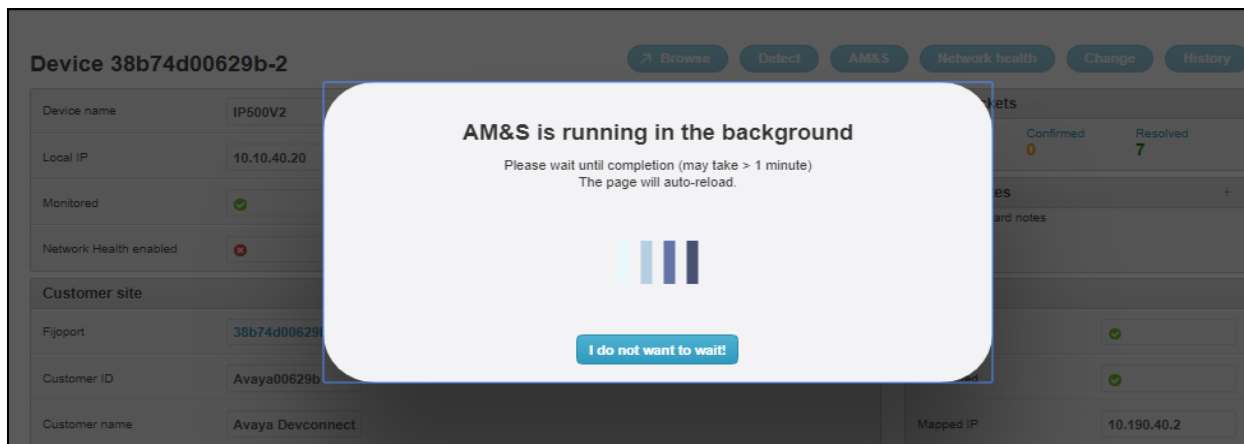 Device 38b74d00629b-2
Browse Detect AM&S Network health Change History
Device name IP500V2
Local IP 10.10.40.20
Monitored
Network Health enabled
Customer site
Fijoport 38b74d00629b
Customer ID Avaya00629b
Customer name Avaya Devconnect
AM&S is running in the background
Please wait until completion (may take > 1 minute)
The page will auto-reload.
I do not want to wait!
Confirmed Resolved
0 7
+
notes
Mapped IP 10.190.40.2